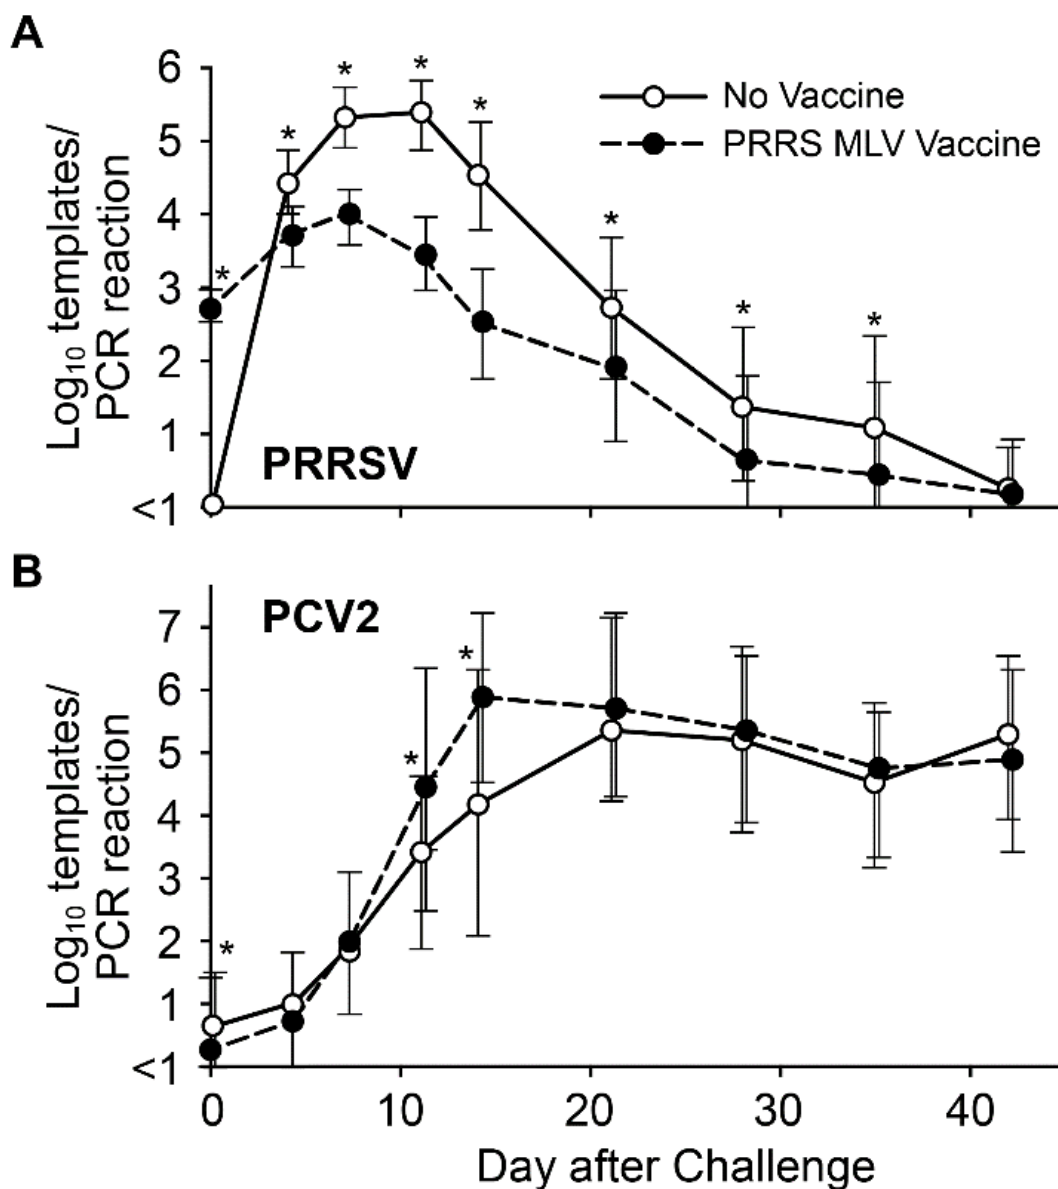 A
6
5
4
3
2
1
<1
Log₁₀ templates/
PCR reaction
* * * * * * * *
No Vaccine
PRRS MLV Vaccine
PRRSV
B
7
6
5
4
3
2
1
<1
Log₁₀ templates/
PCR reaction
* * *
PCV2
0 10 20 30 40
Day after Challenge